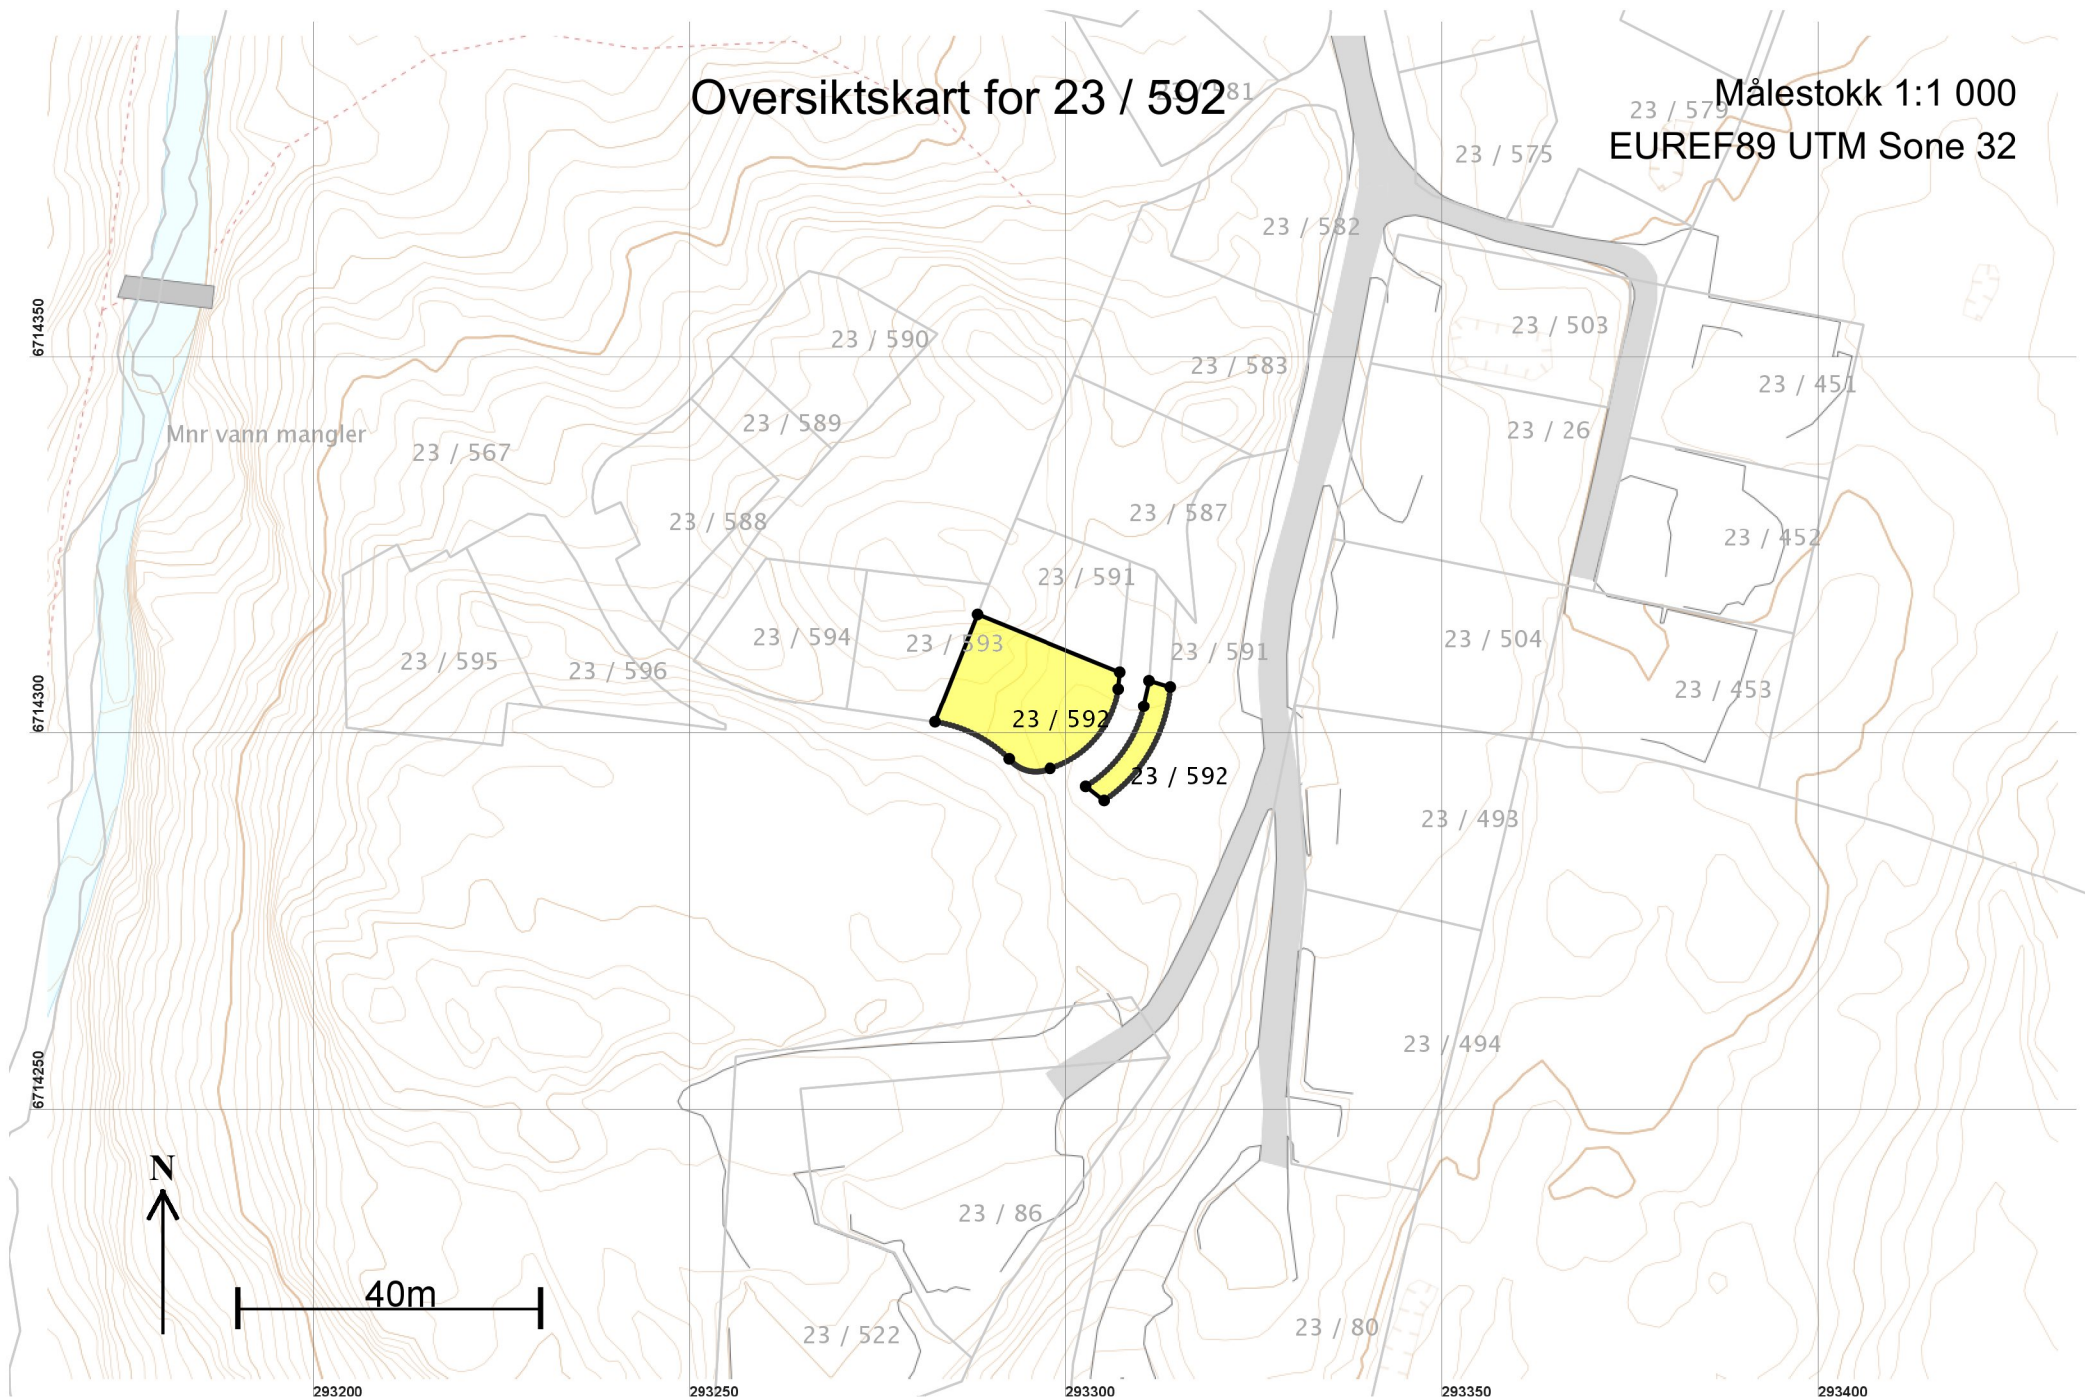 Oversiktskart for 23 / 592
Målestokk 1:1 000
EUREF89 UTM Sone 32
23 / 581
23 / 579
23 / 575
23 / 582
6714350
23 / 590
23 / 583
23 / 503
23 / 451
Mnr vann mangler
23 / 567
23 / 589
23 / 26
23 / 588
23 / 587
23 / 452
23 / 591
23 / 595
23 / 596
23 / 594
23 / 593
23 / 591
23 / 504
23 / 453
6714300
23 / 592
23 / 592
23 / 493
23 / 494
6714250
N
23 / 86
40m
23 / 522
23 / 80
293200
293250
293300
293350
293400